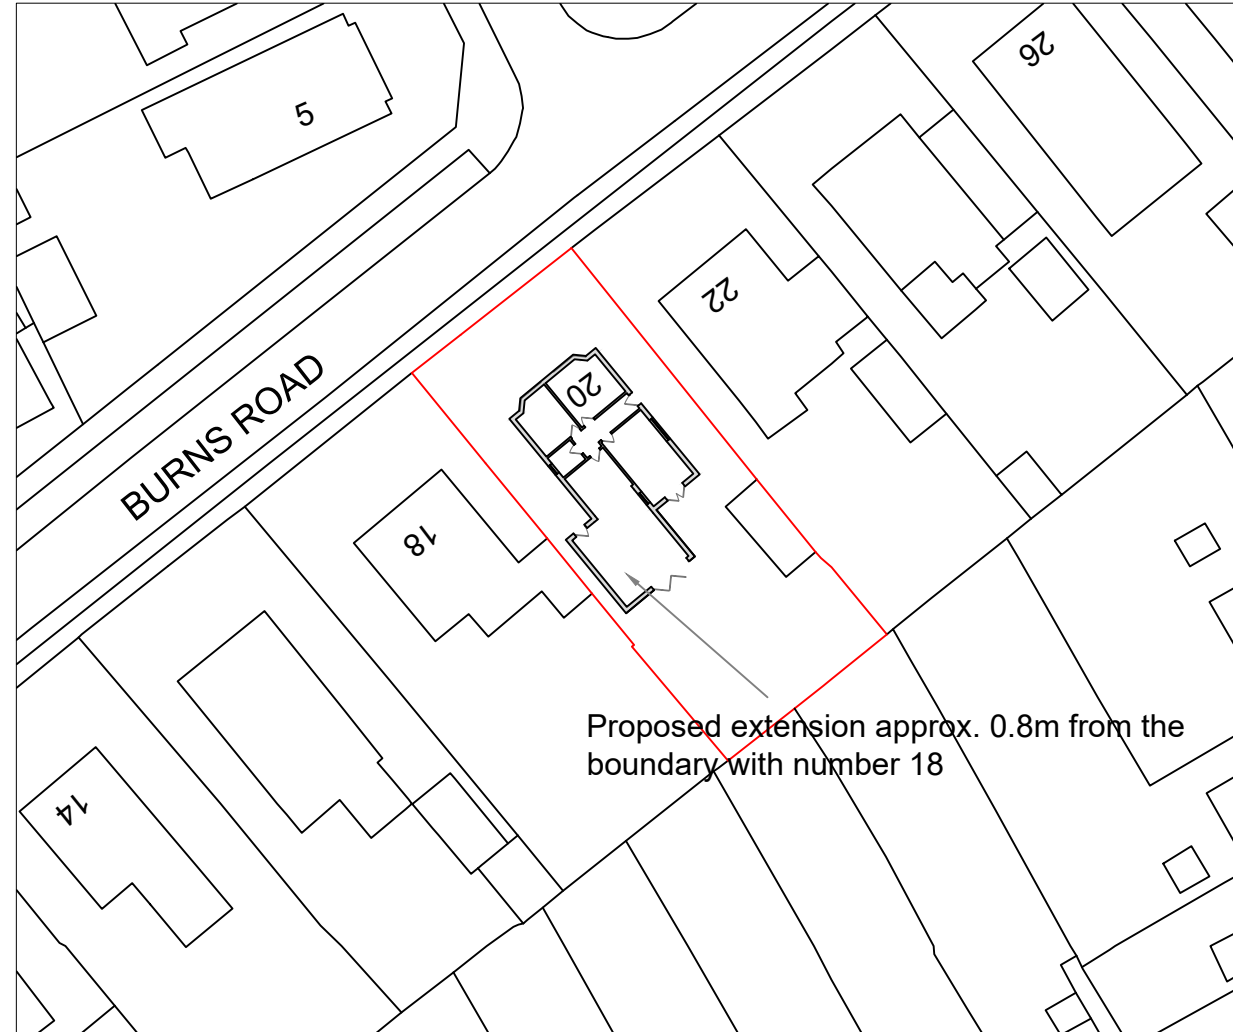 26
5
22
20
BURNS ROAD
18
Proposed extension approx. 0.8m from the
boundary with number 18
14